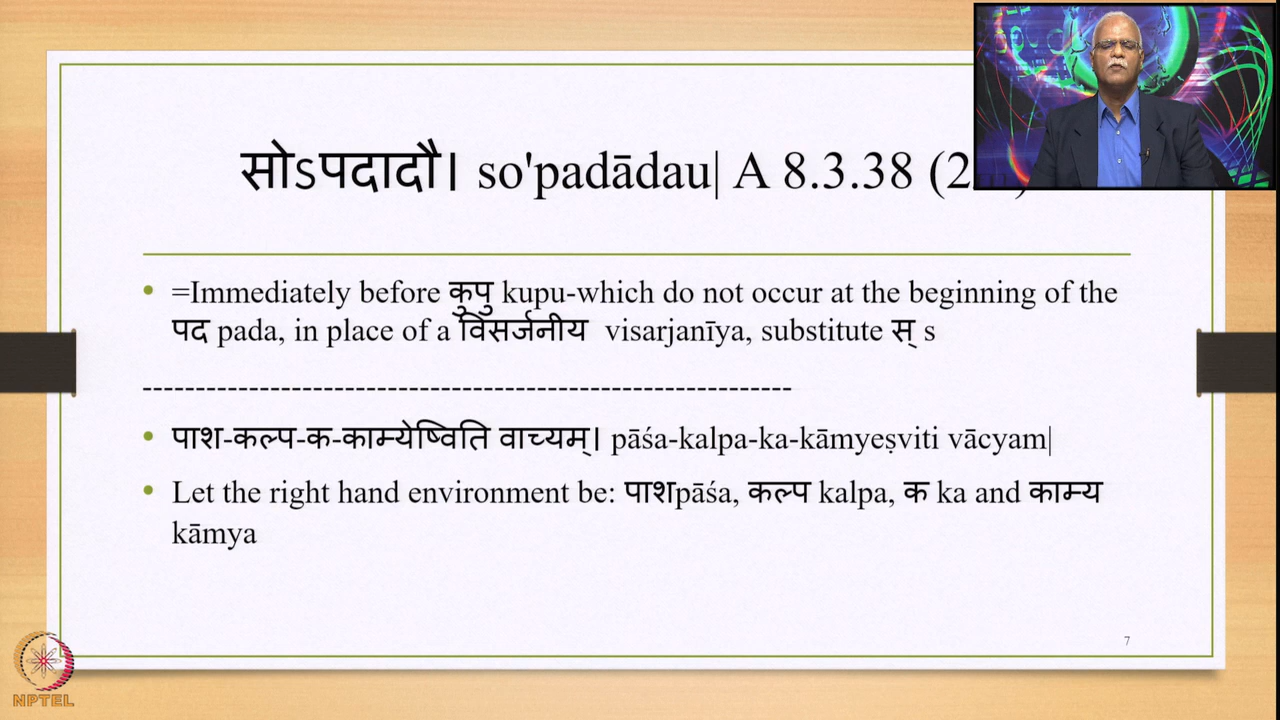 सोऽपदादौ। so'padādau| A 8.3.38 (2
=Immediately before कुपु kupu-which do not occur at the beginning of the
पद pada, in place of a विसर्जनीय visarjanīya, substitute स् s
-------------------------------------------------------------
पाश-कल्प-क-काम्येष्विति वाच्यम्। pāśa-kalpa-ka-kāmyeṣviti vācyam|
Let the right hand environment be: पाशpāśa, कल्प kalpa, क ka and काम्य
kāmya
7
NPTEL